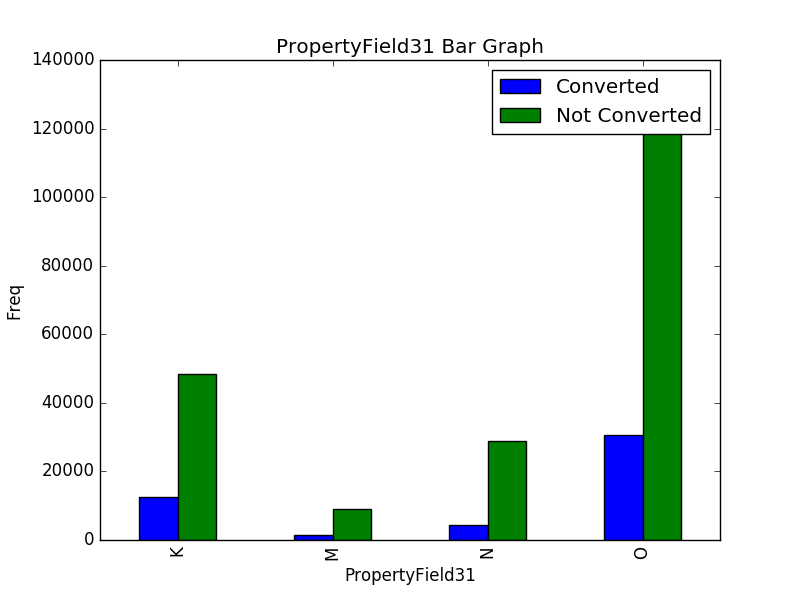 PropertyField31 Bar Graph
140000
120000
100000
80000
60000
40000
20000
0
Freq
Converted
Not Converted
K
M
N
O
PropertyField31